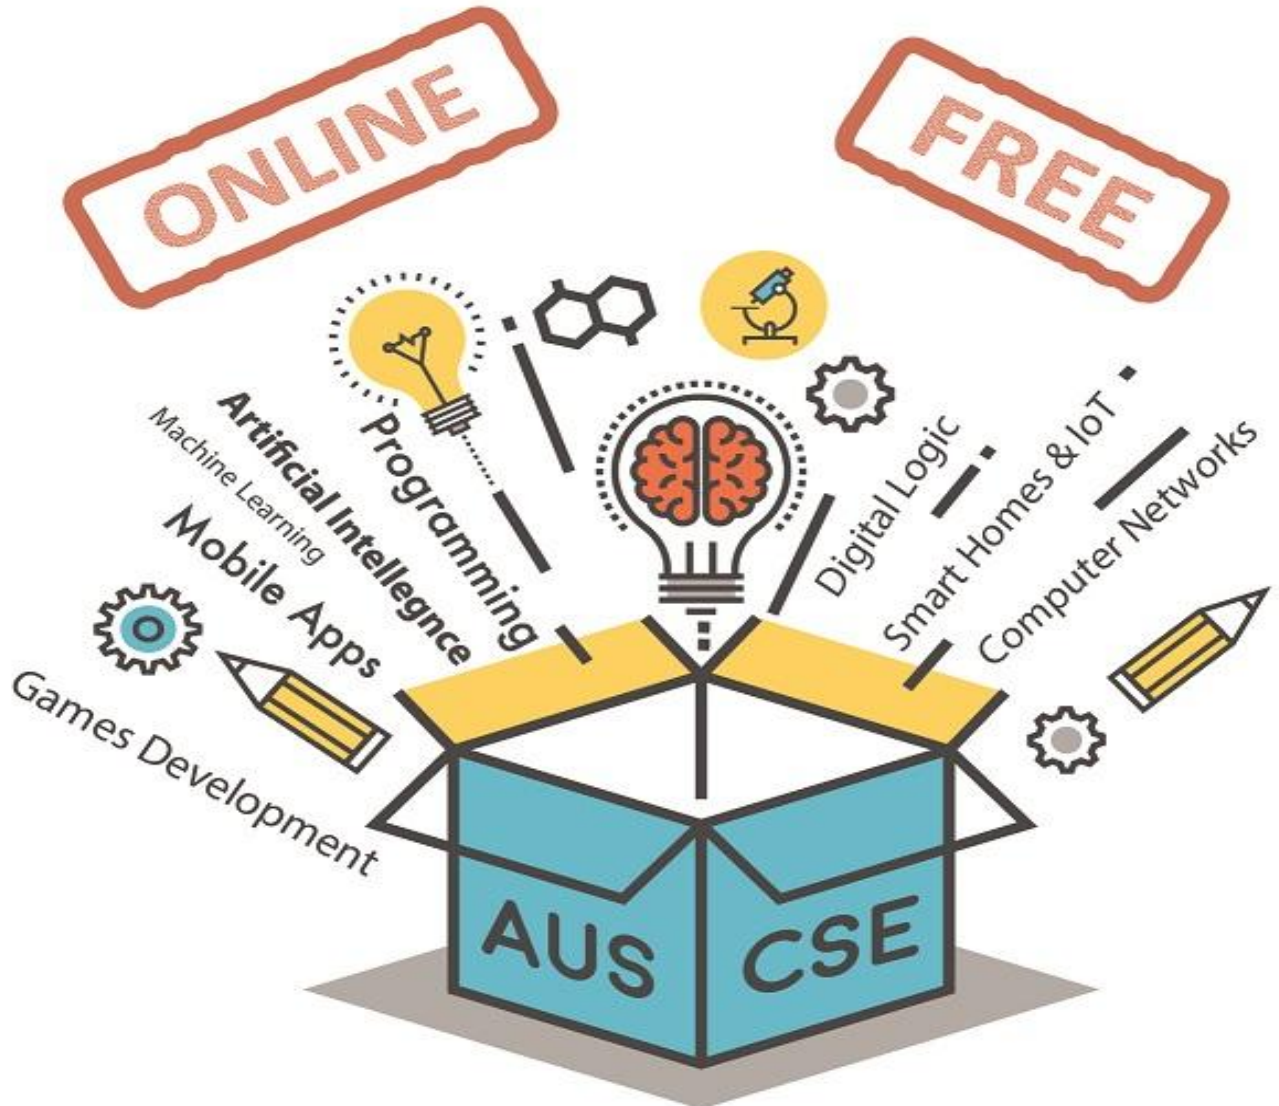 ONLINE
FREE
Programming
Artificial Intellegnce
Machine Learning
Mobile Apps
Games Development
Digital Logic
Smart Homes & IoT
Computer Networks
AUS
CSE